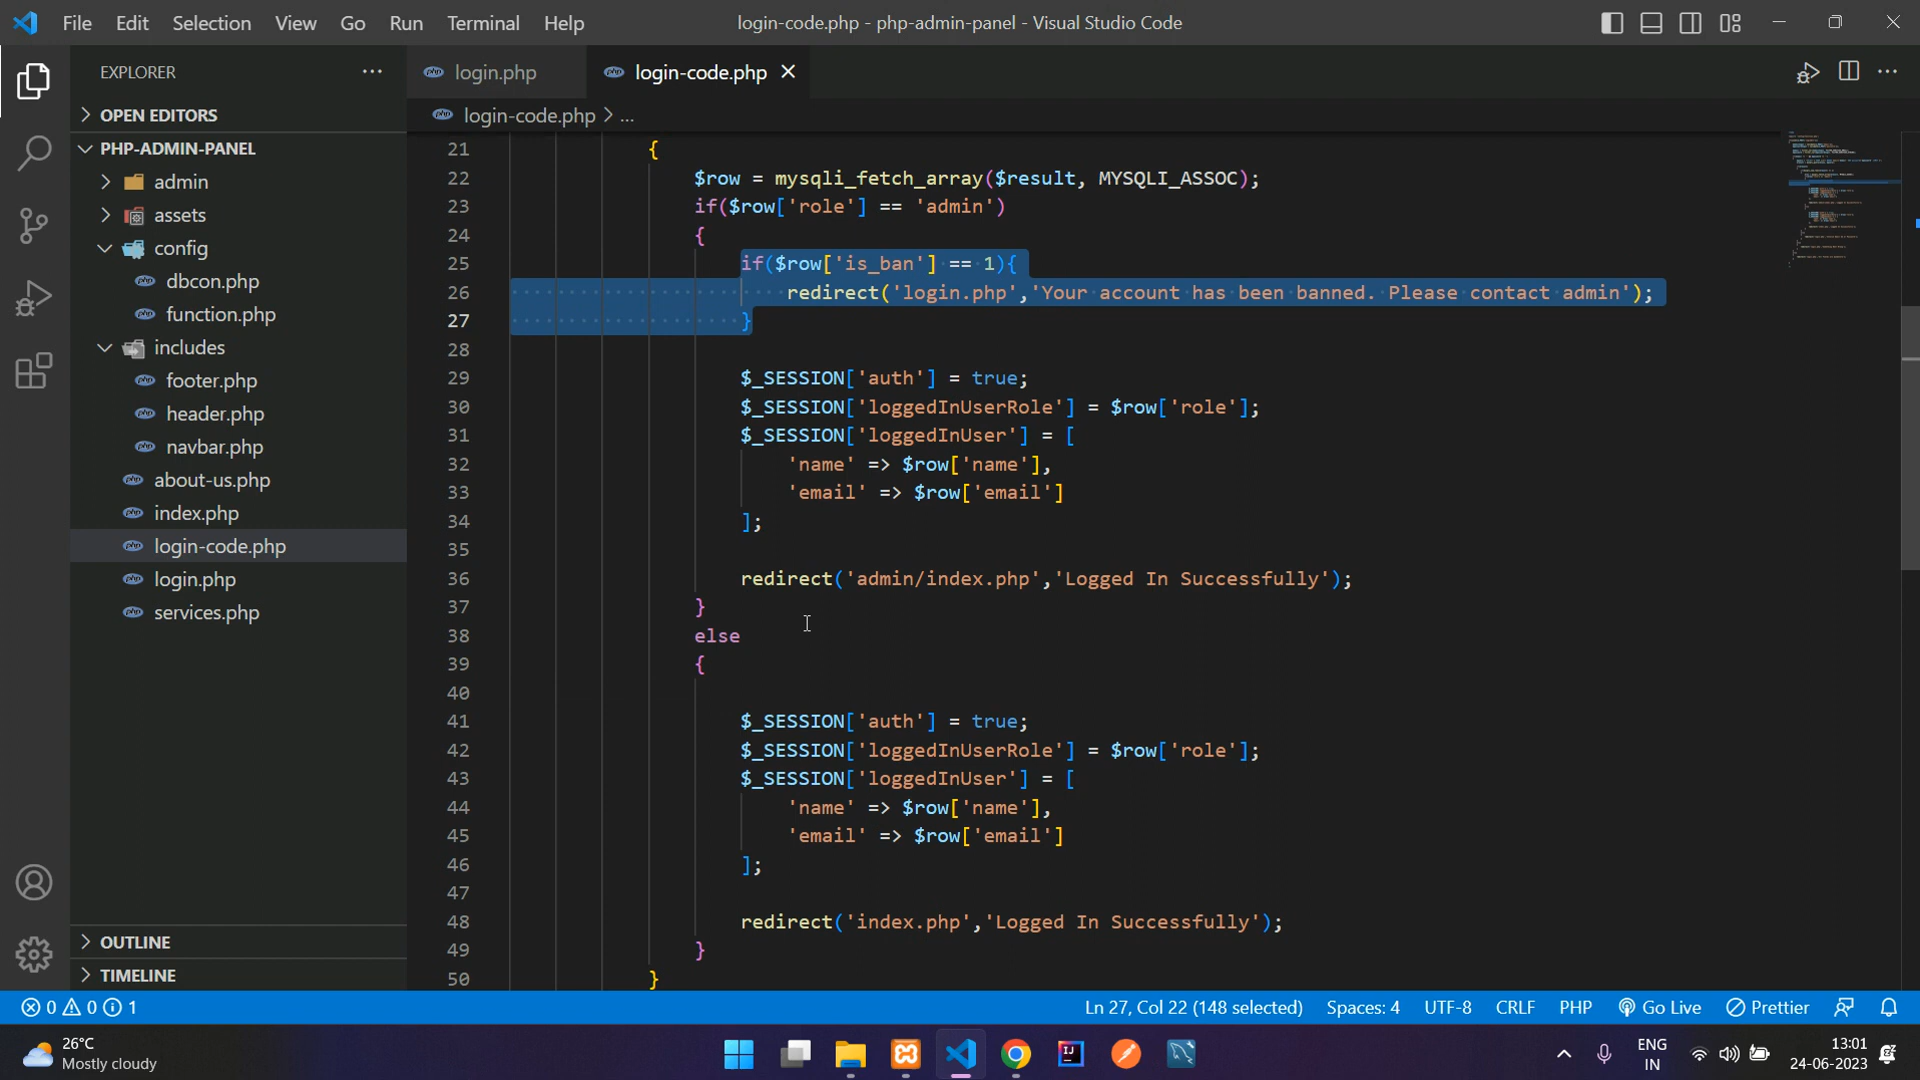 File Edit Selection View Go Run Terminal Help
login-code.php - php-admin-panel - Visual Studio Code
EXPLORER
OPEN EDITORS
PHP-ADMIN-PANEL
admin
assets
config
dbcon.php
function.php
includes
footer.php
header.php
navbar.php
about-us.php
index.php
login-code.php
login.php
services.php
OUTLINE
TIMELINE
login.php login-code.php
login-code.php > ...
21 {
22 $row = mysqli_fetch_array($result, MYSQLI_ASSOC);
23 if($row['role'] == 'admin')
24 {
25 if($row['is_ban'] == 1){
26 redirect('login.php','Your account has been banned. Please contact admin');
27 }
28
29 $_SESSION['auth'] = true;
30 $_SESSION['loggedInUserRole'] = $row['role'];
31 $_SESSION['loggedInUser'] = [
32 'name' => $row['name'],
33 'email' => $row['email']
34 ];
35
36 redirect('admin/index.php','Logged In Successfully');
37 }
38 else
39 {
40
41 $_SESSION['auth'] = true;
42 $_SESSION['loggedInUserRole'] = $row['role'];
43 $_SESSION['loggedInUser'] = [
44 'name' => $row['name'],
45 'email' => $row['email']
46 ];
47
48 redirect('index.php','Logged In Successfully');
49 }
50 }
0 0 1
Ln 27, Col 22 (148 selected) Spaces: 4 UTF-8 CRLF PHP Go Live Prettier
26°C
Mostly cloudy
ENG
IN
13:01
24-06-2023